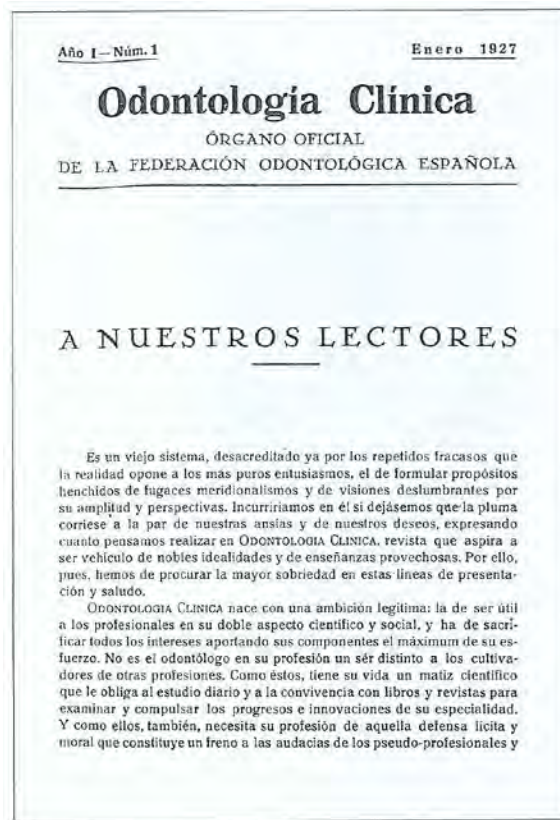 Año I—Núm. 1
Enero 1927
Odontología Clínica
ÓRGANO OFICIAL
DE LA FEDERACIÓN ODONTOLÓGICA ESPAÑOLA
A NUESTROS LECTORES
Es un viejo sistema, desacreditado ya por los repetidos fracasos que
la realidad opone a los mas puros entusiasmos, el de formular propósitos
henchidos de fugaces meridionalismos y de visiones deslumbrantes por
su amplitud y perspectivas. Incurririamos en él si dejásemos que la pluma
corriese a la par de nuestras ansias y de nuestros deseos, expresando
cuanto pensamos realizar en ODONTOLOGIA CLINICA, revista que aspira a
ser vehículo de nobles idealidades y de enseñanzas provechosas. Por ello,
pues, hemos de procurar la mayor sobriedad en estas lineas de presenta-
ción y saludo.
ODONTOLOGIA CLINICA nace con una ambición legítima: la de ser útil
a los profesionales en su doble aspecto científico y social, y ha de sacri-
ficar todos los intereses aportando sus componentes el máximum de su es-
fuerzo. No es el odontólogo en su profesión un sér distinto a los cultiva-
dores de otras profesiones. Como éstos, tiene su vida un matiz científico
que le obliga al estudio diario y a la convivencia con libros y revistas para
examinar y compulsar los progresos e innovaciones de su especialidad.
Y como ellos, también, necesita su profesión de aquella defensa lícita y
moral que constituye un freno a las audacias de los pseudo-profesionales y